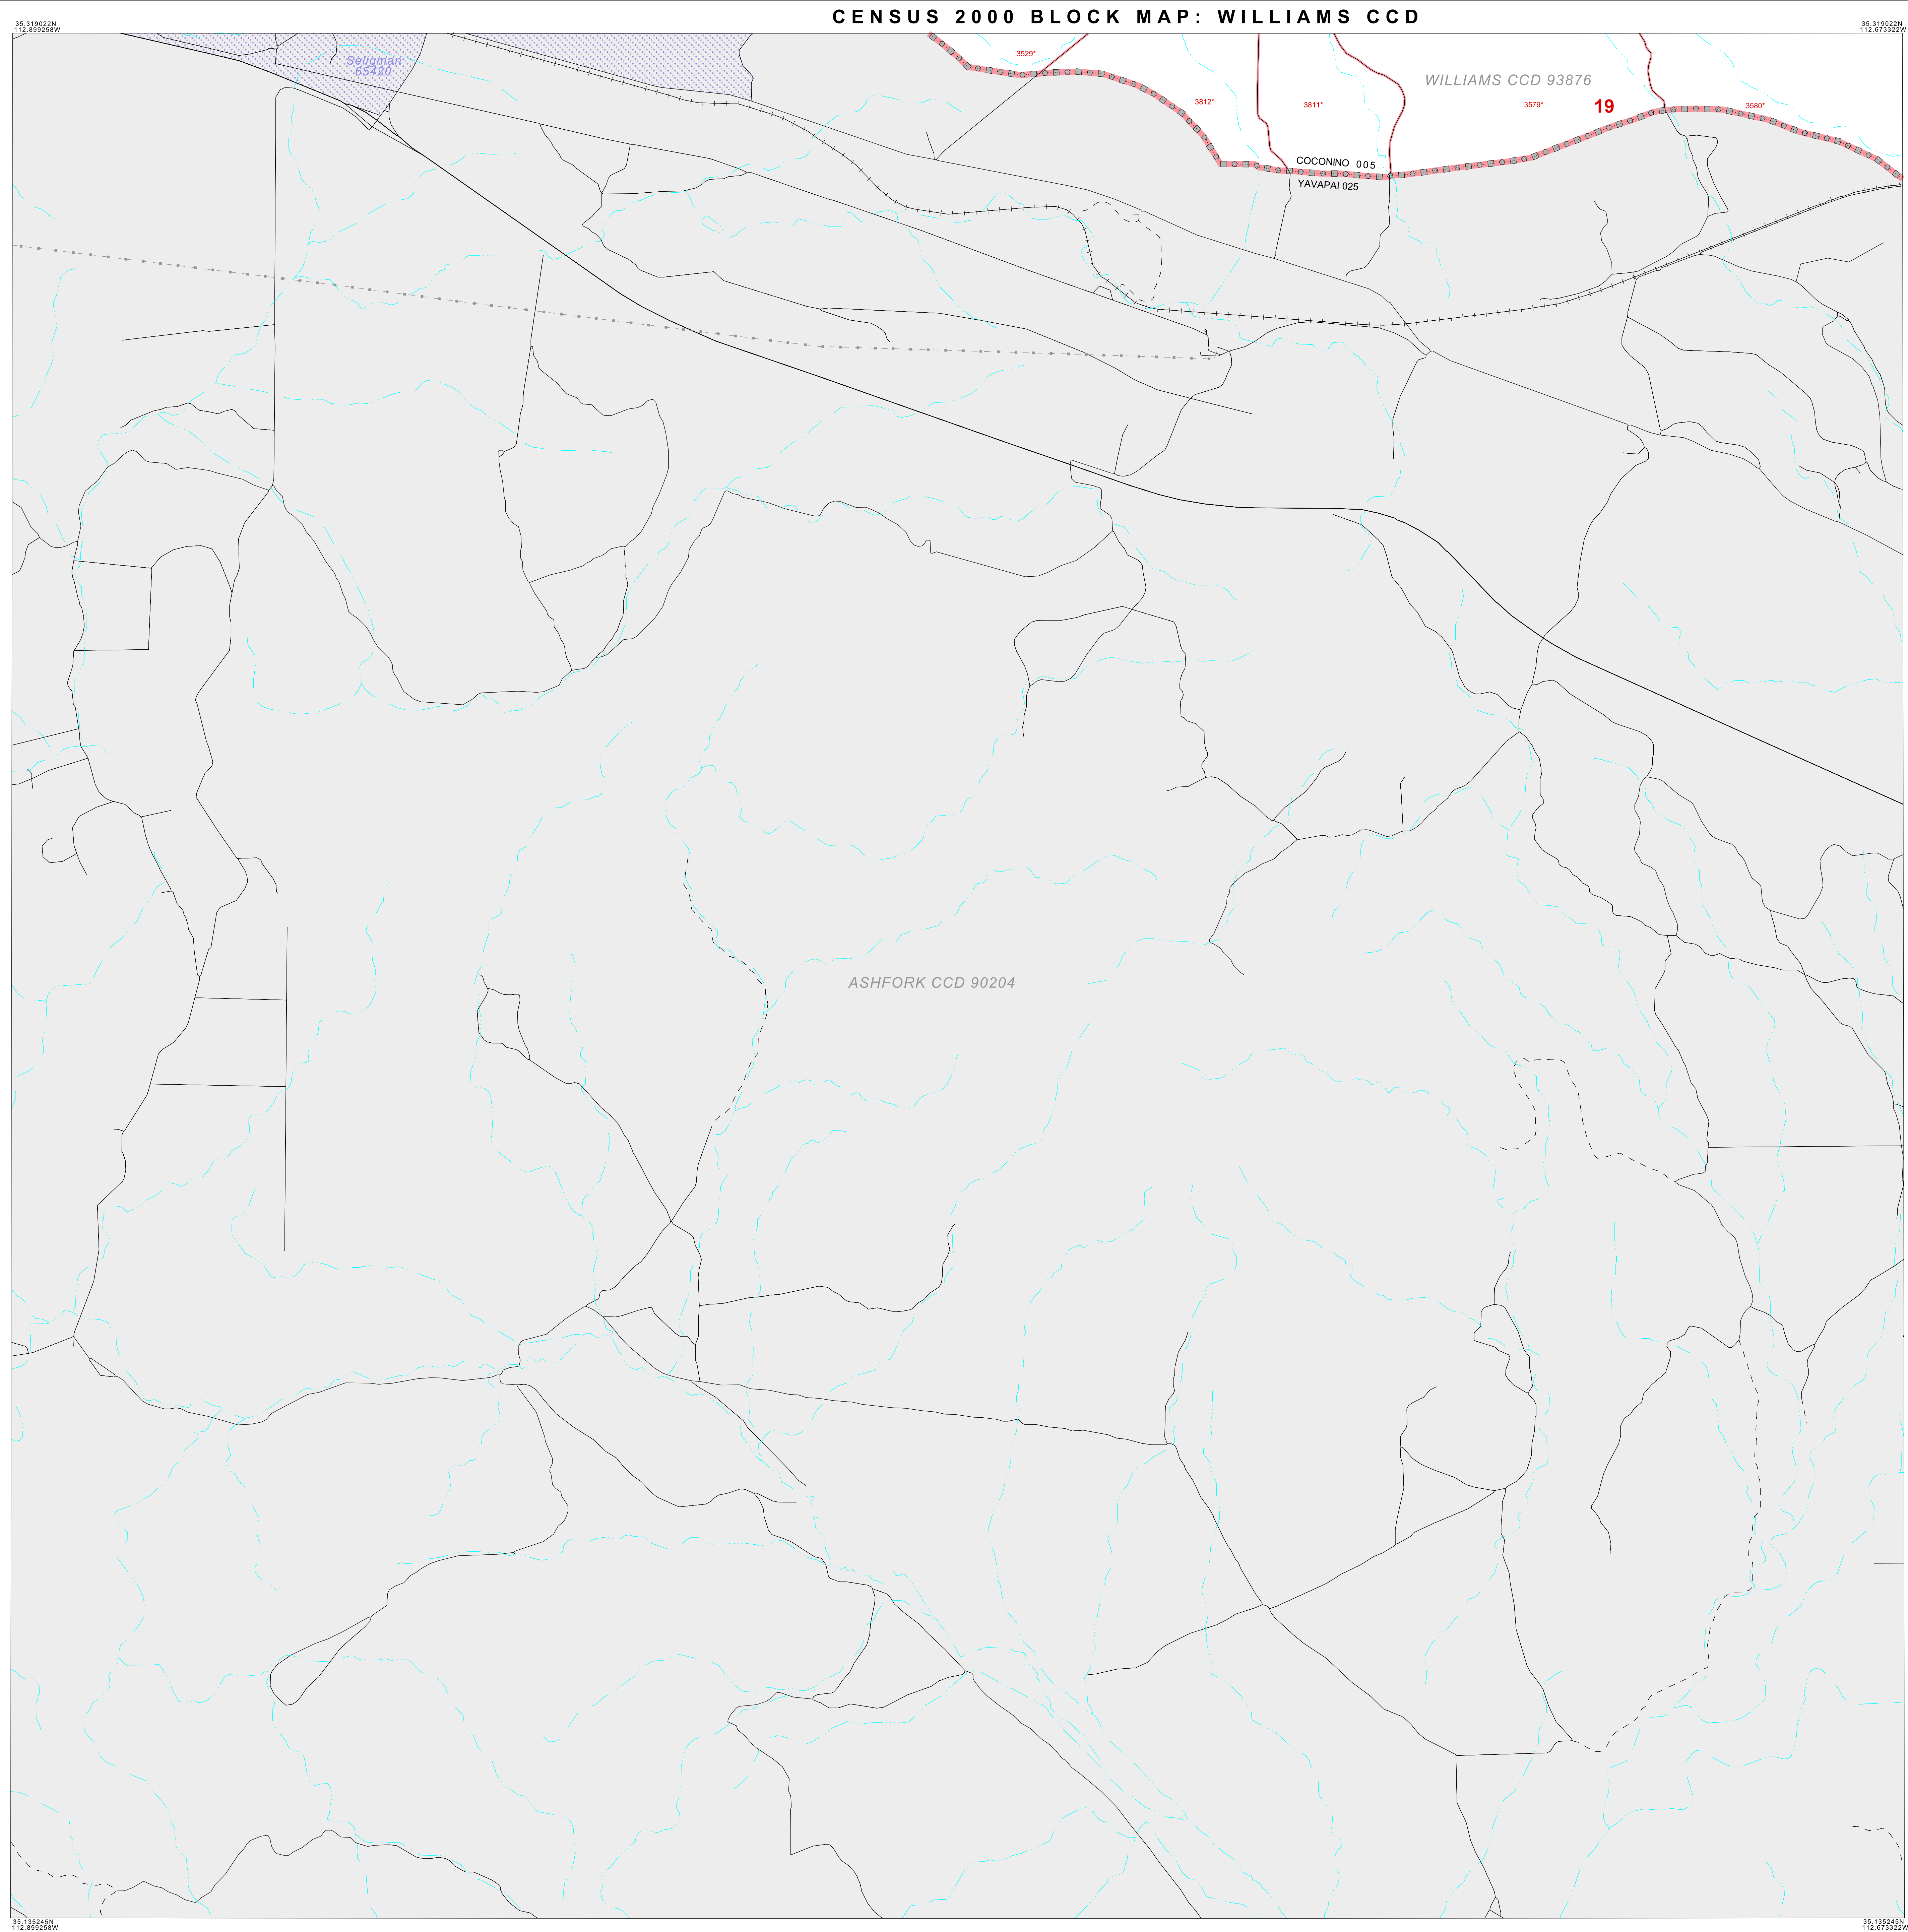 CENSUS 2000 BLOCK MAP: WILLIAMS CCD
35.319022N
112.899258W
35.319022N
112.673322W
Seligman
65420
3529*
WILLIAMS CCD 93876
3812*
3811*
3579*
19
3580*
COCONINO 005
YAVAPAI 025
ASHFORK CCD 90204
35.135245N
112.899258W
35.135245N
112.673322W